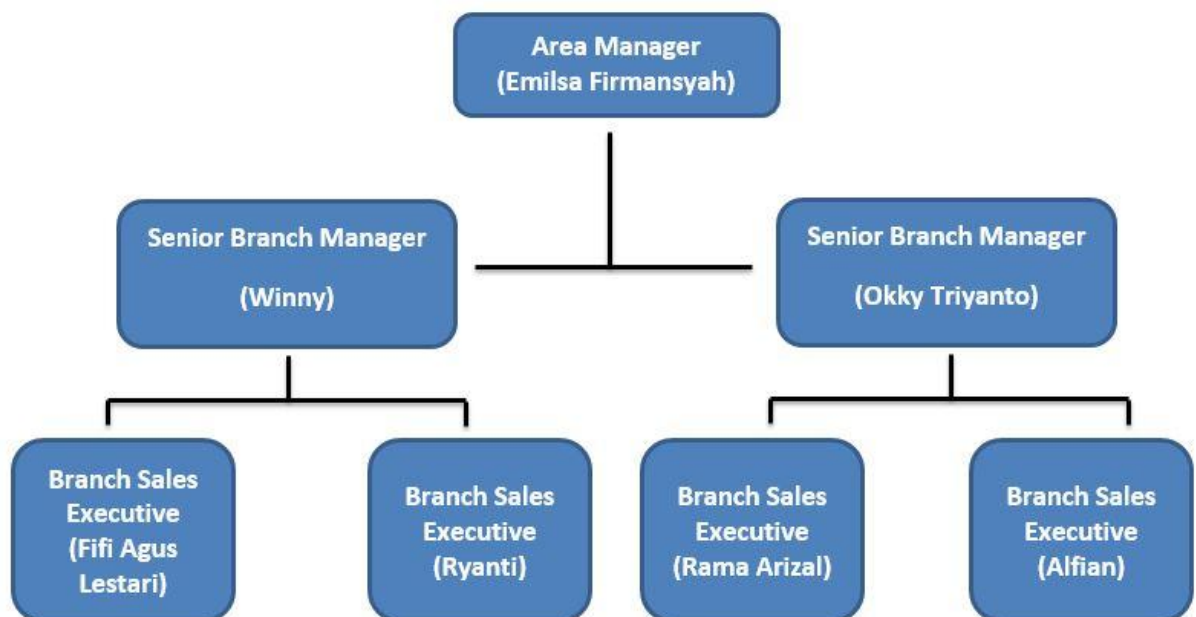 Area Manager
(Emilsa Firmansyah)
Senior Branch Manager
(Winny)
Senior Branch Manager
(Okky Triyanto)
Branch Sales
Executive
(Fifi Agus
Lestari)
Branch Sales
Executive
(Ryanti)
Branch Sales
Executive
(Rama Arizal)
Branch Sales
Executive
(Alfian)